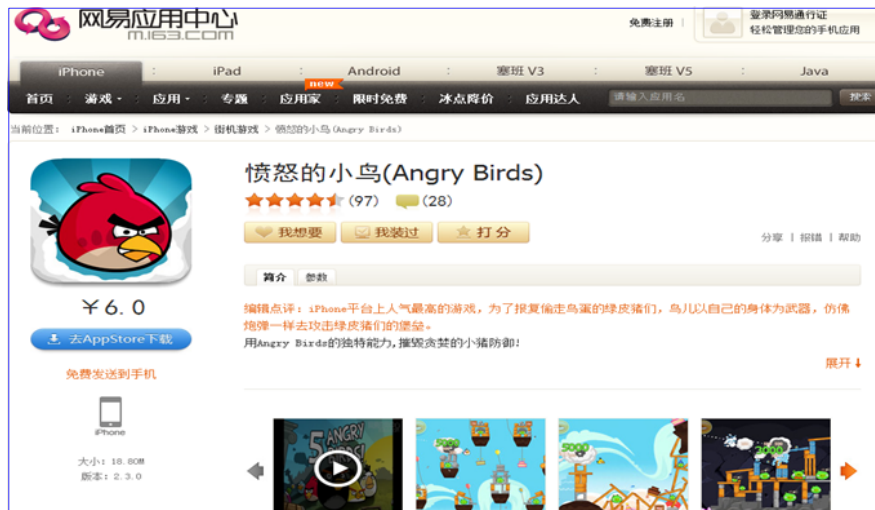 网易应用中心
m.163.com
免费注册
登录网易通行证
轻松管理您的手机应用
iPhone : iPad : Android : 塞班 V3 : 塞班 V5 : Java
new
首页 游戏 应用 专题 应用家 限时免费 冰点降价 应用达人 请输入应用名 搜索
当前位置: iPhone首页 > iPhone游戏 > 街机游戏 > 愤怒的小鸟(Angry Birds)
愤怒的小鸟(Angry Birds)
(97) (28)
我想要 我装过 打分
分享 | 报错 | 帮助
简介 参数
¥6.0
去AppStore下载
免费发送到手机
iPhone
大小: 18.80M
版本: 2.3.0
编辑点评: iPhone平台上人气最高的游戏, 为了报复偷走鸟蛋的绿皮猪们, 鸟儿以自己的身体为武器, 仿佛
炮弹一样去攻击绿皮猪们的堡垒。
用Angry Birds的独特能力,摧毁贪婪的小猪防御!
展开
5 ANGRY
5000
5000
3000